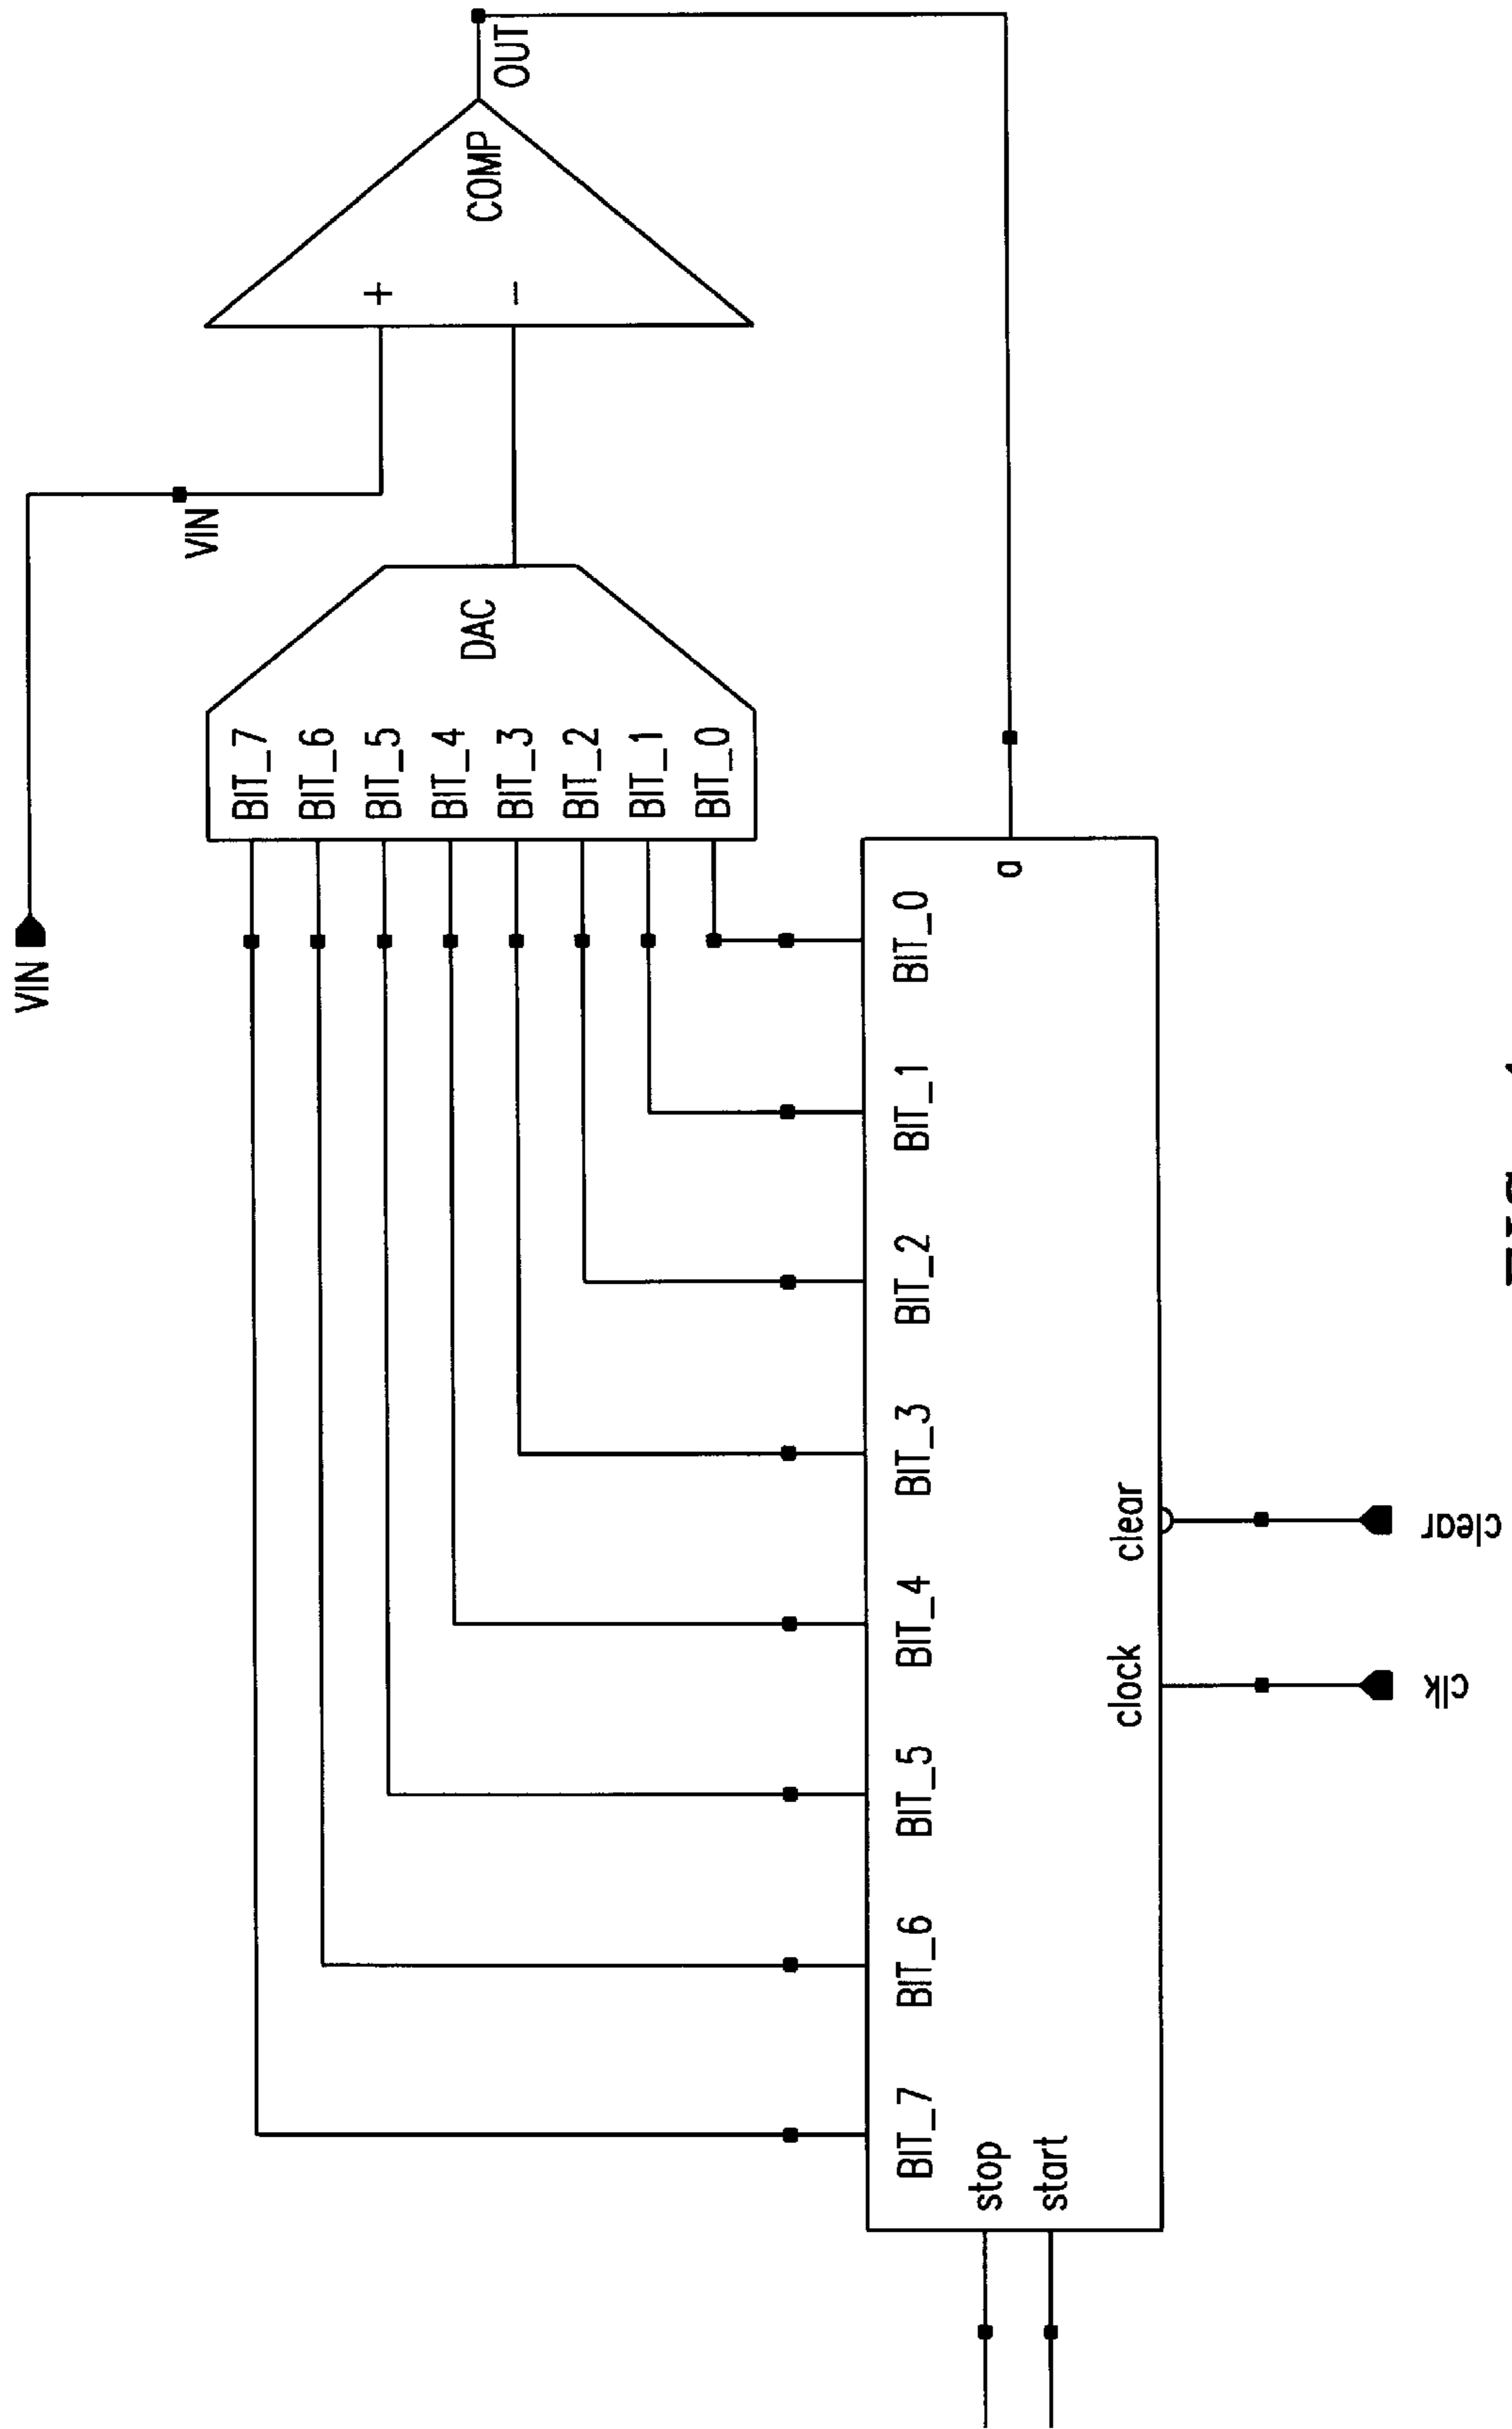 VIN
VIN
OUT
COMP
+
−
DAC
BIT_7
BIT_6
BIT_5
BIT_4
BIT_3
BIT_2
BIT_1
BIT_0
BIT_7
BIT_6
BIT_5
BIT_4
BIT_3
BIT_2
BIT_1
BIT_0
a
stop
start
clock
clear
clk
clear